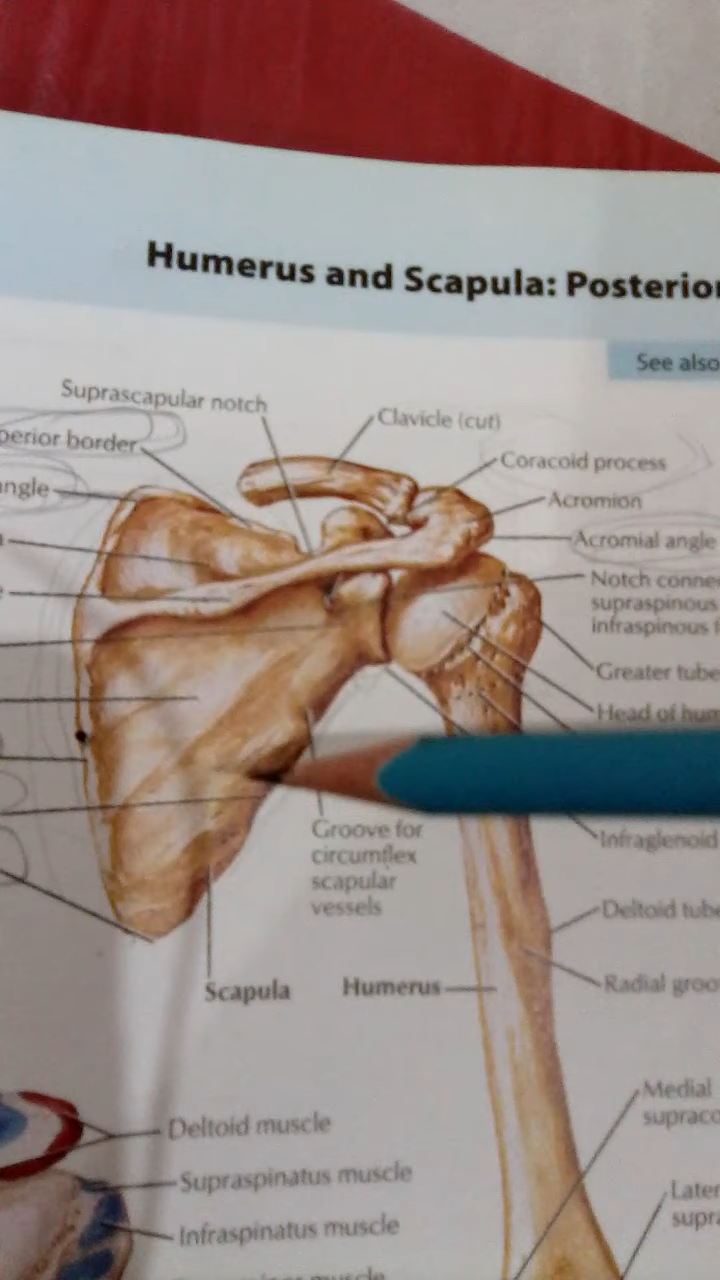 Humerus and Scapula: Posterior
See also
Suprascapular notch
perior border
Clavicle (cut)
Coracoid process
ngle
Acromion
Acromial angle
Notch conne
supraspinous
infraspinous f
Greater tube
Head of hum
Infraglenoid
Groove for
circumflex
scapular
vessels
Deltoid tube
Radial groo
Scapula
Humerus
Medial
supraco
Deltoid muscle
Supraspinatus muscle
Later
supra
Infraspinatus muscle
muscle